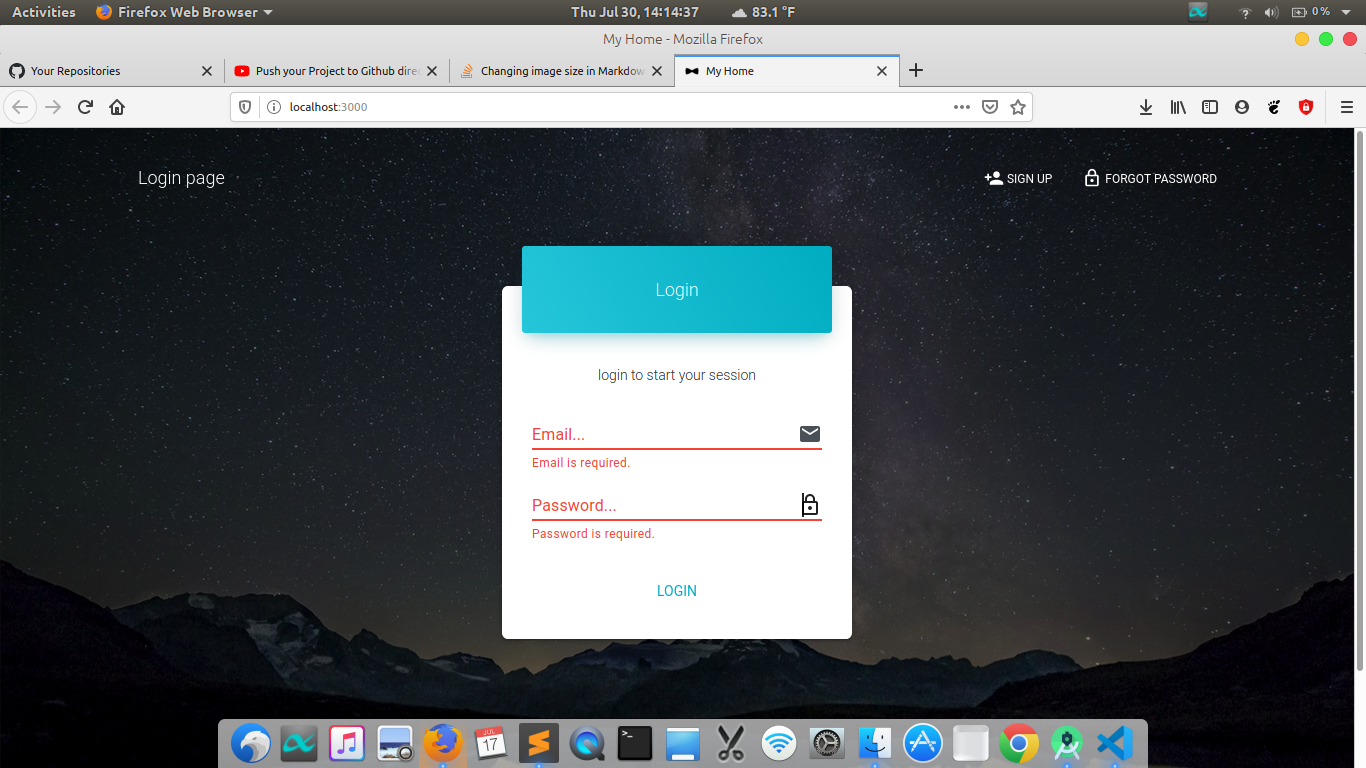 Activities Firefox Web Browser Thu Jul 30, 14:14:37 83.1 °F 0 %
My Home - Mozilla Firefox
Your Repositories Push your Project to Github dire Changing image size in Markdow My Home
localhost:3000
Login page SIGN UP FORGOT PASSWORD
Login
login to start your session
Email...
Email is required.
Password...
Password is required.
LOGIN
JUL
17
>_